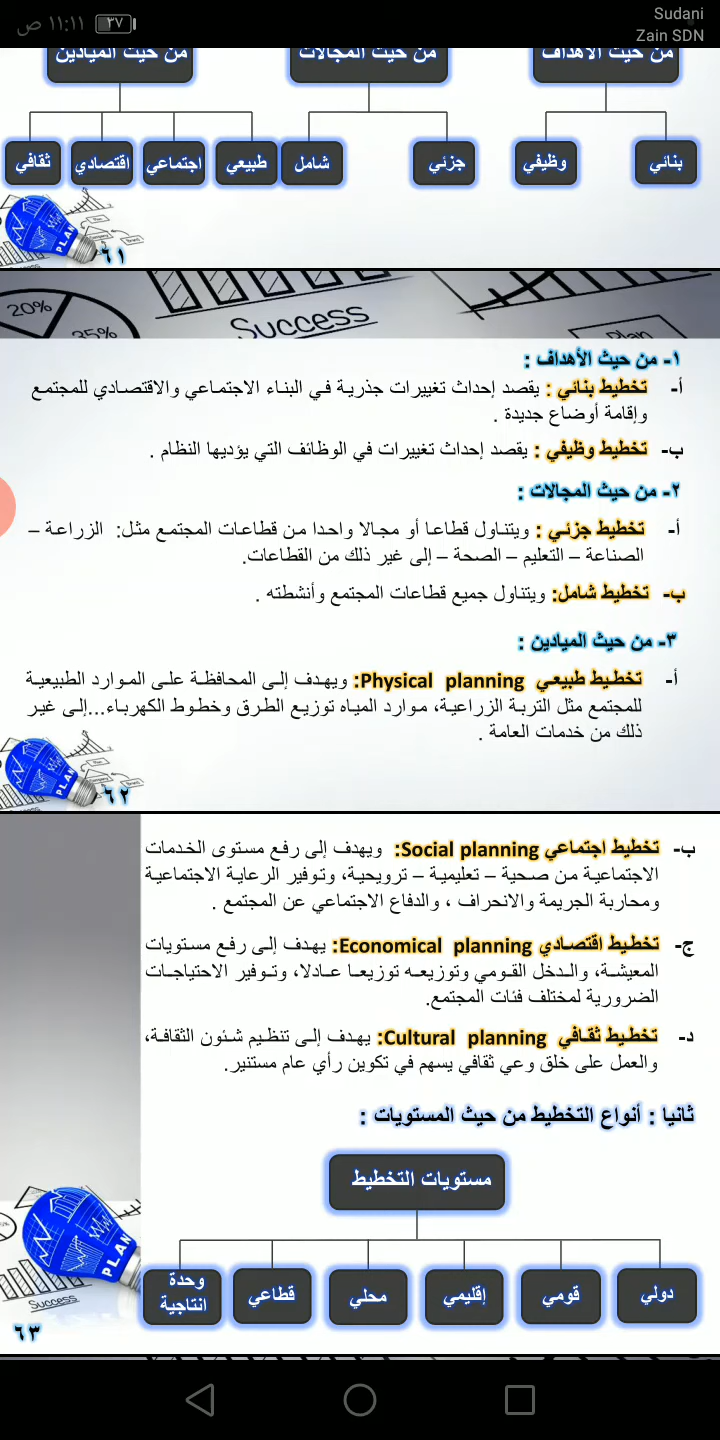 Sudani
Zain SDN
١١:١١ ص
٣٧
من حيث الأهداف
من حيث المجالات
من حيث الميادين
بنائي
وظيفي
جزئي
شامل
طبيعي
اجتماعي
اقتصادي
ثقافي
PLAN
٦١
20%
35%
Success
Plan
١- من حيث الأهداف :
أ- تخطيط بنائي : يقصد إحداث تغييرات جذرية في البناء الاجتماعي والاقتصادي للمجتمع
وإقامة أوضاع جديدة .
ب- تخطيط وظيفي : يقصد إحداث تغييرات في الوظائف التي يؤديها النظام .
٢- من حيث المجالات :
أ- تخطيط جزئي : ويتناول قطاعا أو مجالا واحدا من قطاعات المجتمع مثل: الزراعة –
الصناعة – التعليم – الصحة – إلى غير ذلك من القطاعات.
ب- تخطيط شامل: ويتناول جميع قطاعات المجتمع وأنشطته .
٣- من حيث الميادين :
أ- تخطيط طبيعي Physical planning: ويهدف إلى المحافظة على الموارد الطبيعية
للمجتمع مثل التربة الزراعية، موارد المياه توزيع الطرق وخطوط الكهرباء...إلى غير
ذلك من خدمات العامة .
PLAN
٦٢
ب- تخطيط اجتماعي Social planning: ويهدف إلى رفع مستوى الخدمات
الاجتماعية من صحية – تعليمية – ترويحية، وتوفير الرعاية الاجتماعية
ومحاربة الجريمة والانحراف ، والدفاع الاجتماعي عن المجتمع .
ج- تخطيط اقتصادي Economical planning: يهدف إلى رفع مستويات
المعيشة، والدخل القومي وتوزيعه توزيعا عادلا، وتوفير الاحتياجات
الضرورية لمختلف فئات المجتمع.
د- تخطيط ثقافي Cultural planning: يهدف إلى تنظيم شئون الثقافة،
والعمل على خلق وعي ثقافي يسهم في تكوين رأي عام مستنير.
ثانيا : أنواع التخطيط من حيث المستويات :
مستويات التخطيط
دولي
قومي
إقليمي
محلي
قطاعي
وحدة
انتاجية
PLAN
Success
٦٣